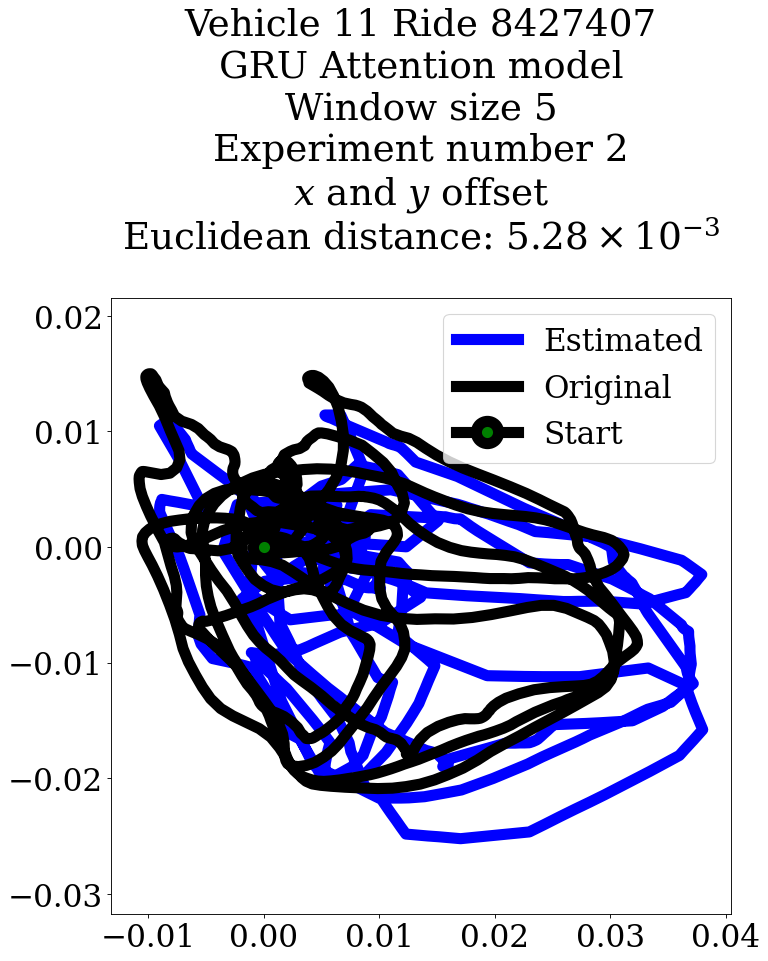 Vehicle 11 Ride 8427407
GRU Attention model
Window size 5
Experiment number 2
x and y offset
Euclidean distance: 5.28 × 10⁻³
0.02
0.01
0.00
−0.01
−0.02
−0.03
Estimated
Original
Start
−0.01 0.00 0.01 0.02 0.03 0.04